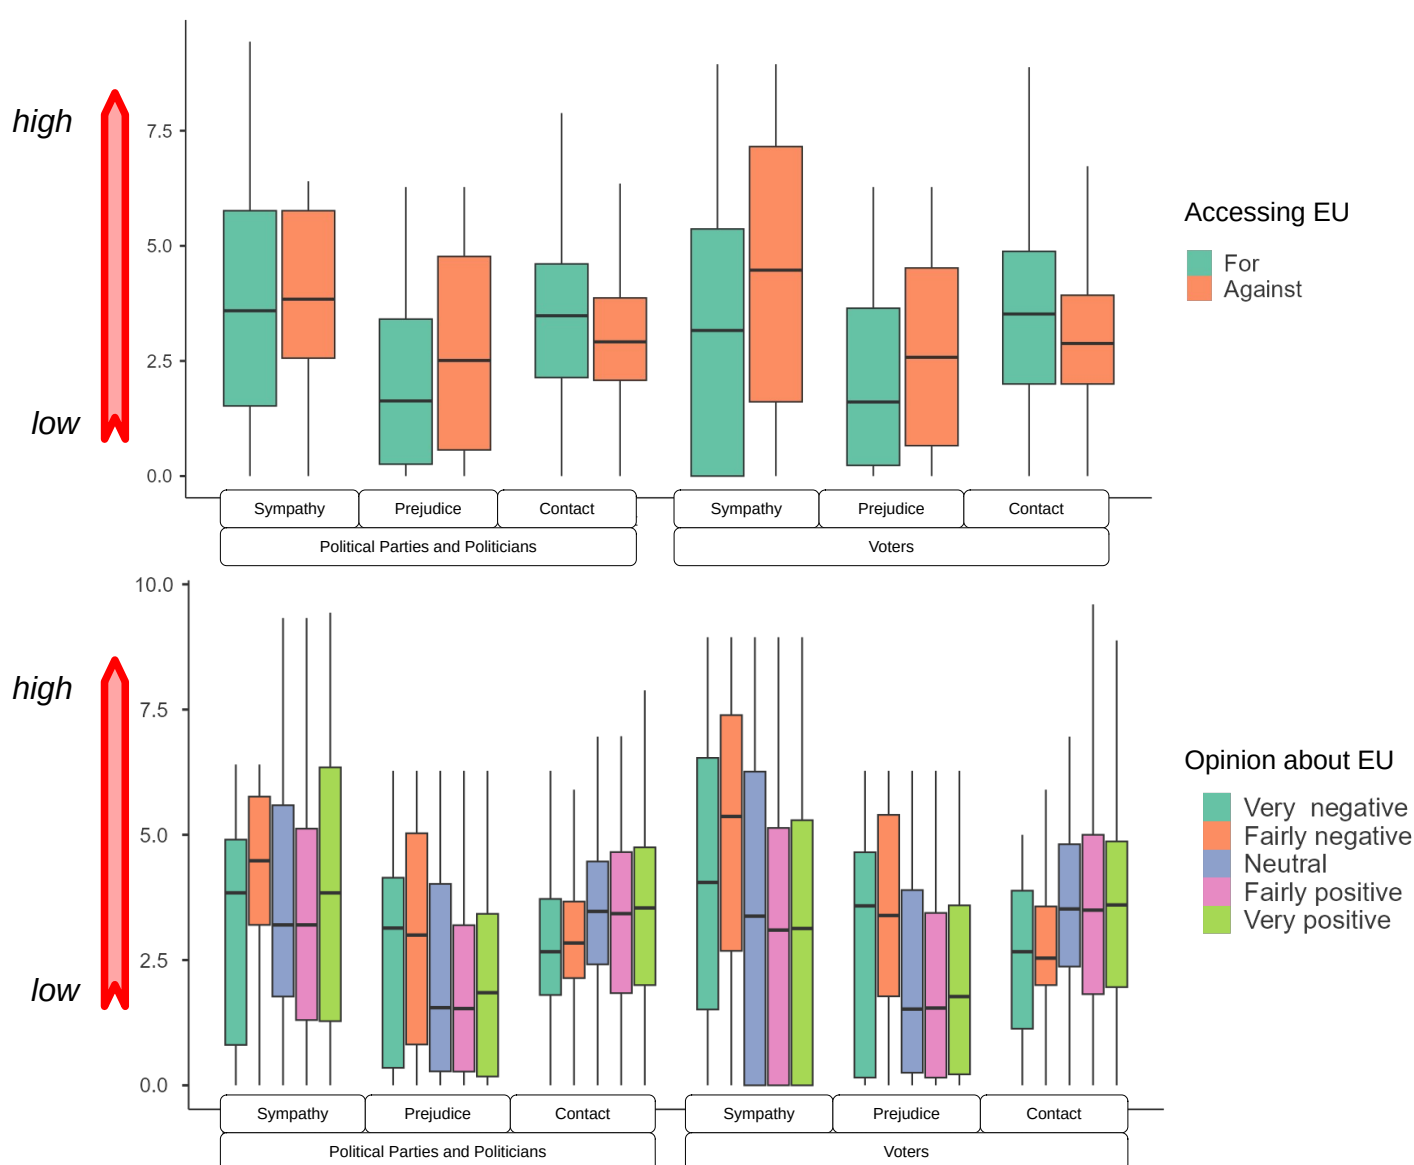 high
low
7.5
5.0
2.5
0.0
Sympathy Prejudice Contact Sympathy Prejudice Contact
Political Parties and Politicians Voters
Accessing EU
For
Against
high
low
10.0
7.5
5.0
2.5
0.0
Sympathy Prejudice Contact Sympathy Prejudice Contact
Political Parties and Politicians Voters
Opinion about EU
Very negative
Fairly negative
Neutral
Fairly positive
Very positive